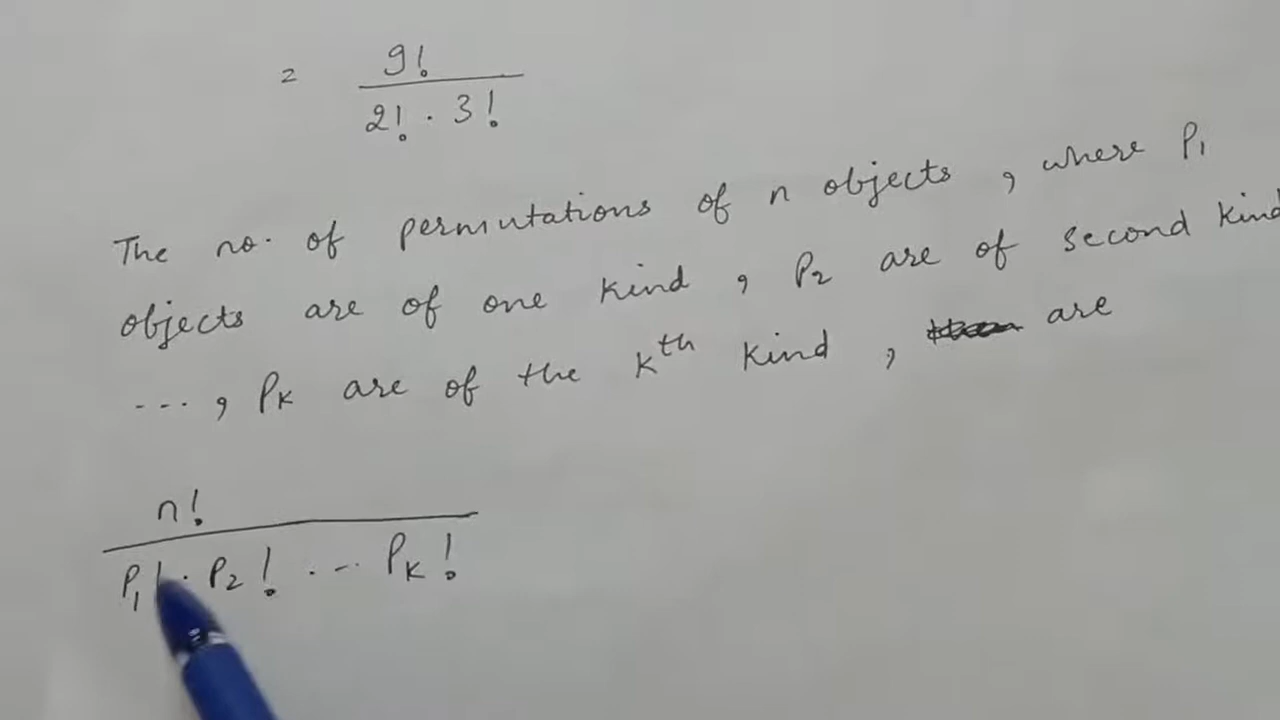 = 9!
2! · 3!
The no. of permutations of n objects, where P₁
objects are of one kind, P₂ are of second kind
---, Pₖ are of the kᵗʰ kind, are
n!
P₁! · P₂! · -- Pₖ!